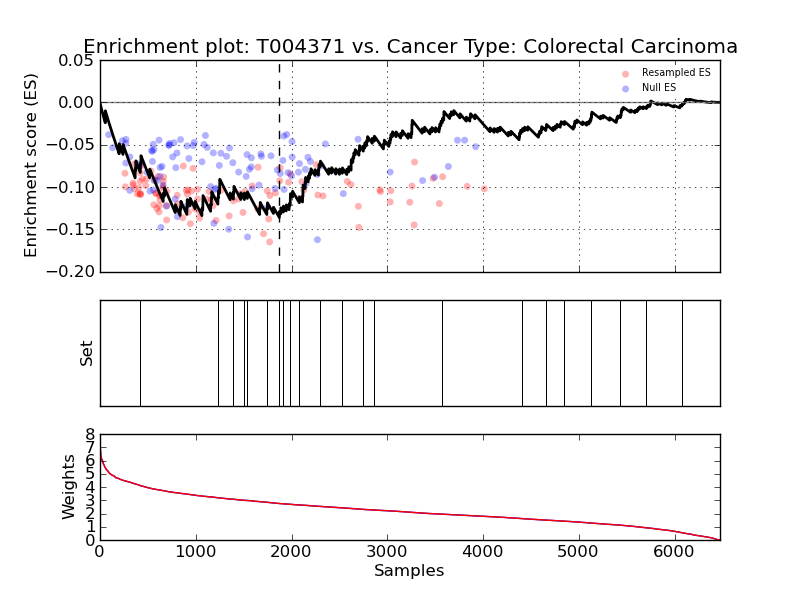 Enrichment plot: T004371 vs. Cancer Type: Colorectal Carcinoma
Enrichment score (ES)
0.05
0.00
−0.05
−0.10
−0.15
−0.20
Resampled ES
Null ES
Set
Weights
8
7
6
5
4
3
2
1
0
0 1000 2000 3000 4000 5000 6000
Samples